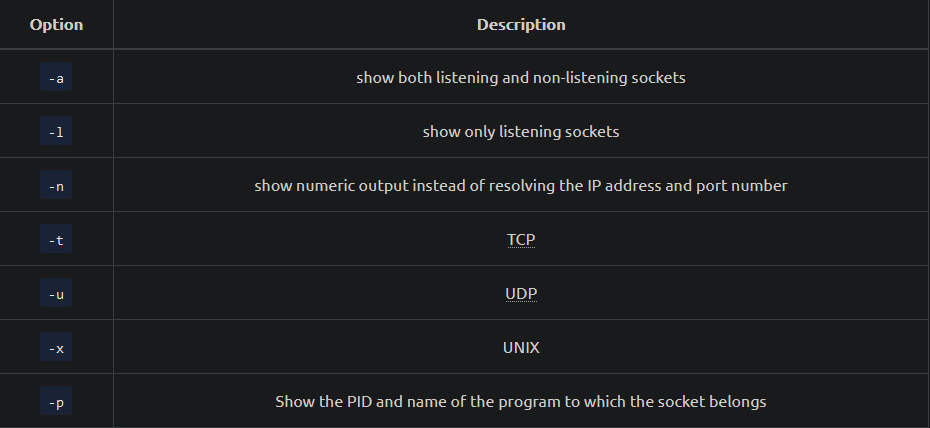 Option Description
-a show both listening and non-listening sockets
-l show only listening sockets
-n show numeric output instead of resolving the IP address and port number
-t TCP
-u UDP
-x UNIX
-p Show the PID and name of the program to which the socket belongs